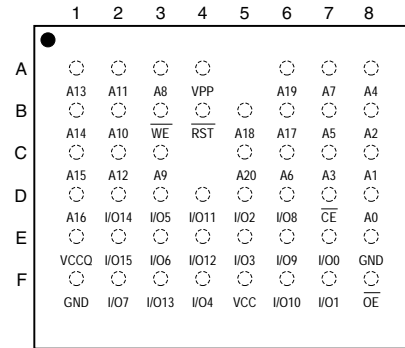 1 2 3 4 5 6 7 8
A
A13 A11 A8 VPP A19 A7 A4
B
A14 A10 WE RST A18 A17 A5 A2
C
A15 A12 A9 A20 A6 A3 A1
D
A16 I/O14 I/O5 I/O11 I/O2 I/O8 CE A0
E
VCCQ I/O15 I/O6 I/O12 I/O3 I/O9 I/O0 GND
F
GND I/O7 I/O13 I/O4 VCC I/O10 I/O1 OE